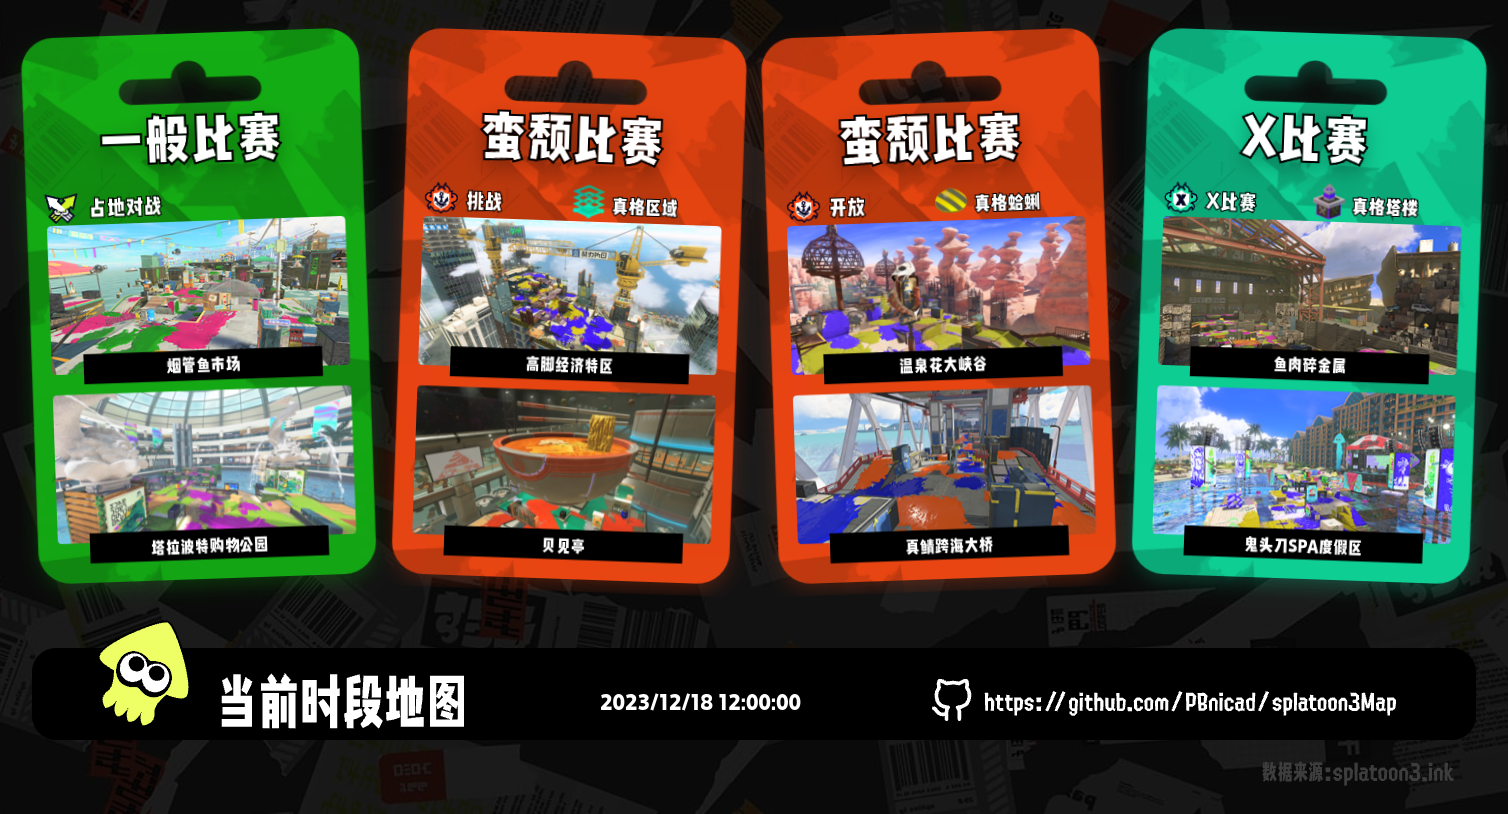 一般比赛
占地对战
烟管鱼市场
塔拉波特购物公园
蛮颓比赛
挑战
真格区域
高脚经济特区
贝见亭
蛮颓比赛
开放
真格蛤蜊
温泉花大峡谷
真鲭跨海大桥
X比赛
X比赛
真格塔楼
鱼肉碎金属
鬼头刀SPA度假区
当前时段地图
2023/12/18 12:00:00
https://github.com/PBnicad/splatoon3Map
数据来源:splatoon3.ink